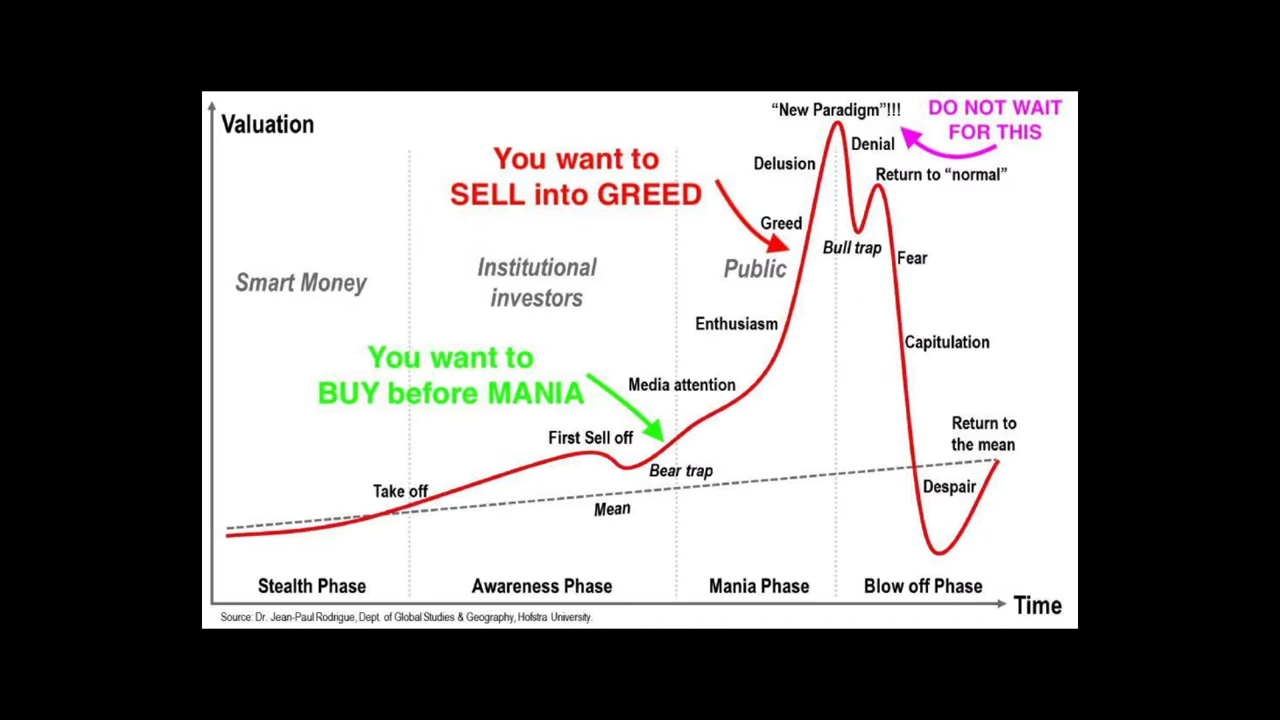 Valuation
"New Paradigm"!!!
DO NOT WAIT
FOR THIS
Denial
You want to
SELL into GREED
Delusion
Return to "normal"
Greed
Bull trap
Fear
Smart Money
Institutional
investors
Public
Enthusiasm
Capitulation
You want to
BUY before MANIA
Media attention
First Sell off
Bear trap
Return to
the mean
Take off
Mean
Despair
Stealth Phase
Awareness Phase
Mania Phase
Blow off Phase
Time
Source: Dr. Jean-Paul Rodrigue, Dept. of Global Studies & Geography, Hofstra University.